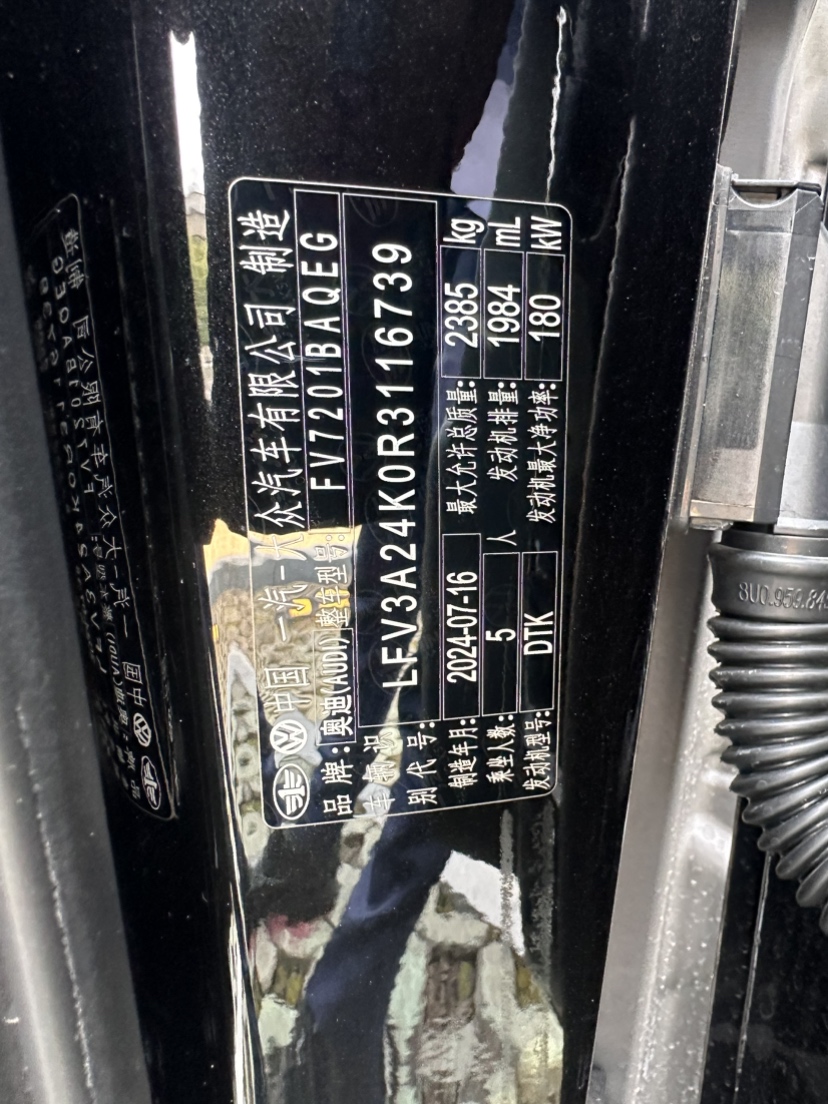 中国 一汽-大众汽车有限公司 制造
品牌: 奥迪(AUDI) 整车型号: FV7201BAQEG
车辆识别代号: LFV3A24K0R3116739
制造年月: 2024-07-16 最大允许总质量: 2385 kg
乘坐人数: 5 人 发动机排量: 1984 mL
发动机型号: DTK 发动机最大净功率: 180 kW
8U0.959.84